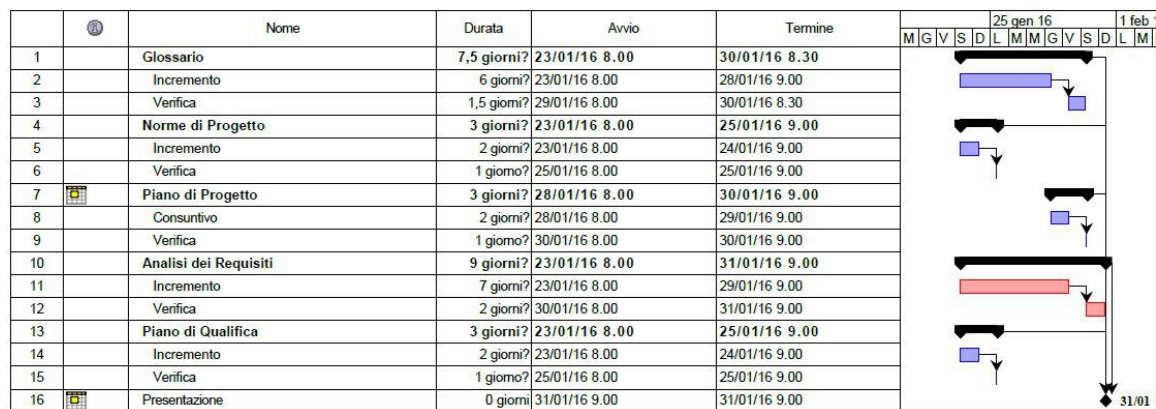 Nome Durata Avvio Termine 25 gen 16 1 feb 1
M G V S D L M M G V S D L M
1 Glossario 7,5 giorni? 23/01/16 8.00 30/01/16 8.30
2 Incremento 6 giorni? 23/01/16 8.00 28/01/16 9.00
3 Verifica 1,5 giorni? 29/01/16 8.00 30/01/16 8.30
4 Norme di Progetto 3 giorni? 23/01/16 8.00 25/01/16 9.00
5 Incremento 2 giorni? 23/01/16 8.00 24/01/16 9.00
6 Verifica 1 giorno? 25/01/16 8.00 25/01/16 9.00
7 Piano di Progetto 3 giorni? 28/01/16 8.00 30/01/16 9.00
8 Consuntivo 2 giorni? 28/01/16 8.00 29/01/16 9.00
9 Verifica 1 giorno? 30/01/16 8.00 30/01/16 9.00
10 Analisi dei Requisiti 9 giorni? 23/01/16 8.00 31/01/16 9.00
11 Incremento 7 giorni? 23/01/16 8.00 29/01/16 9.00
12 Verifica 2 giorni? 30/01/16 8.00 31/01/16 9.00
13 Piano di Qualifica 3 giorni? 23/01/16 8.00 25/01/16 9.00
14 Incremento 2 giorni? 23/01/16 8.00 24/01/16 9.00
15 Verifica 1 giorno? 25/01/16 8.00 25/01/16 9.00
16 Presentazione 0 giorni 31/01/16 9.00 31/01/16 9.00 31/01